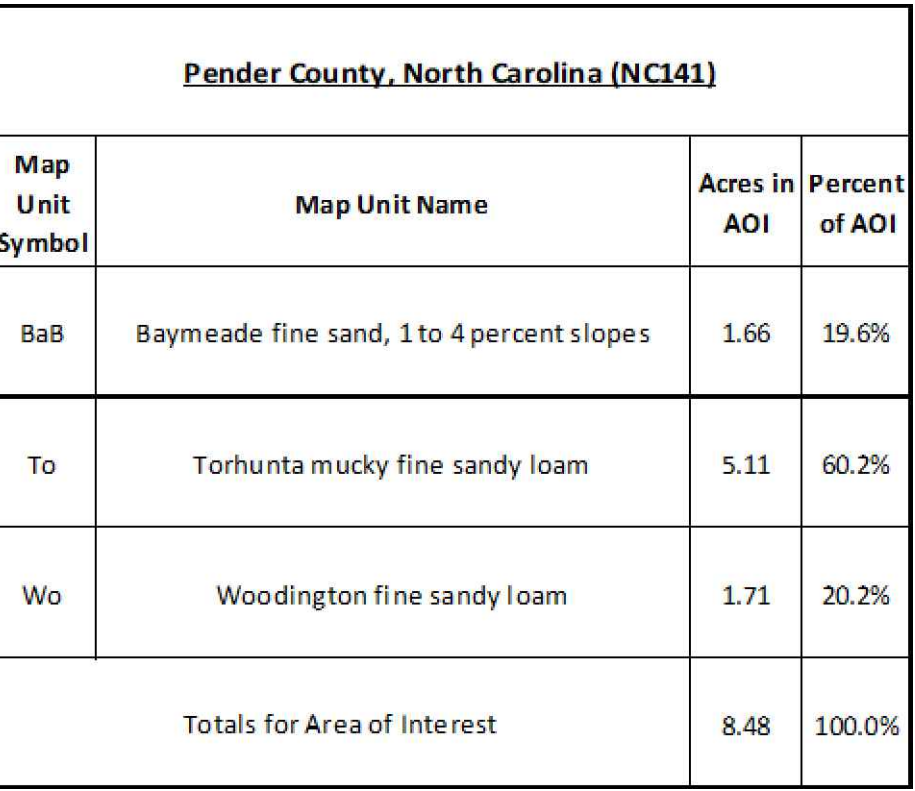 Pender County, North Carolina (NC141)
Map
Unit
Symbol
Map Unit Name
Acres in
AOI
Percent
of AOI
BaB
Baymeade fine sand, 1 to 4 percent slopes
1.66
19.6%
To
Torhunta mucky fine sandy loam
5.11
60.2%
Wo
Woodington fine sandy loam
1.71
20.2%
Totals for Area of Interest
8.48
100.0%